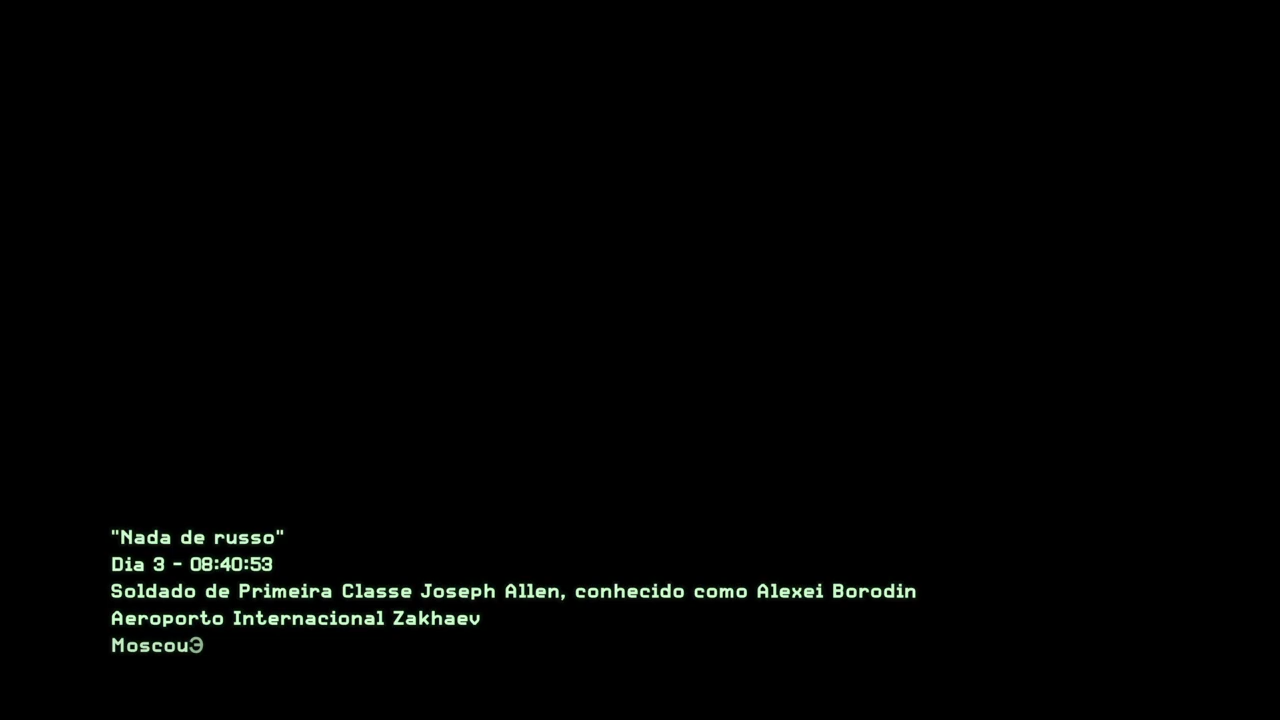 "Nada de russo"
Dia 3 - 08:40:53
Soldado de Primeira Classe Joseph Allen, conhecido como Alexei Borodin
Aeroporto Internacional Zakhaev
Moscou